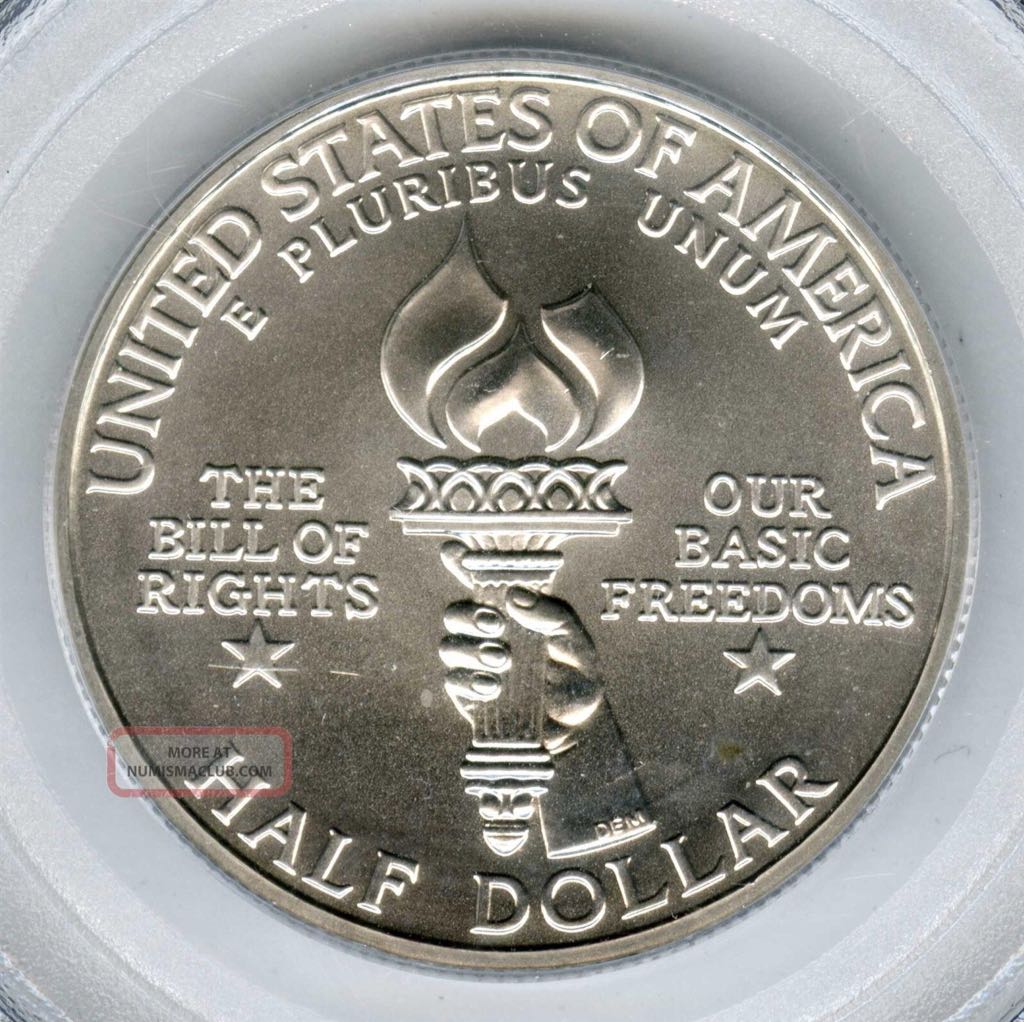 UNITED STATES OF AMERICA
E PLURIBUS UNUM
THE
BILL OF
RIGHTS
OUR
BASIC
FREEDOMS
DEM
HALF DOLLAR
MORE AT
NUMISMACLUB.COM